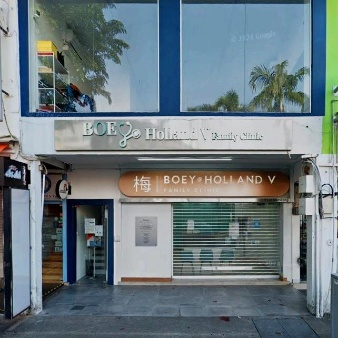 BOEY Holland V Family Clinic
梅 BOEY HOLLAND V
FAMILY CLINIC